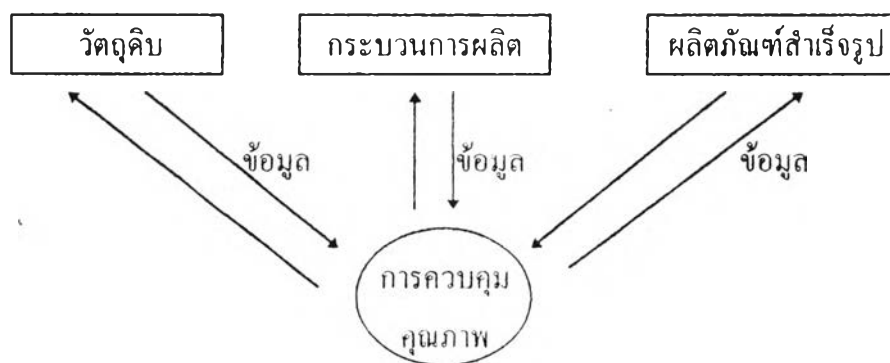 วัตถุดิบ
กระบวนการผลิต
ผลิตภัณฑ์สำเร็จรูป
ข้อมูล
ข้อมูล
ข้อมูล
การควบคุม
คุณภาพ